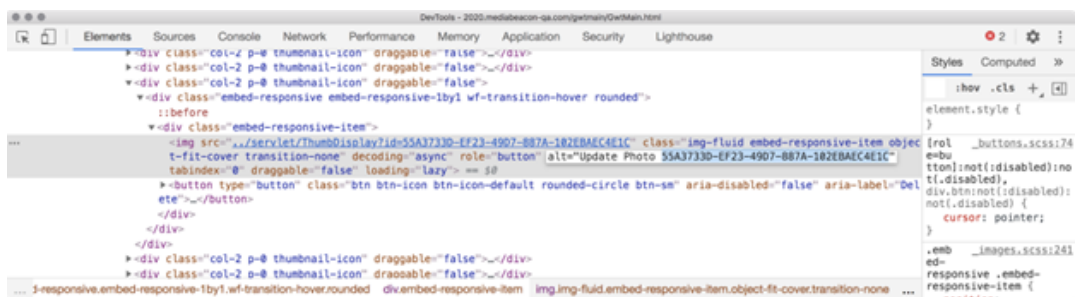 DevTools - 2020.mediabeacon-qa.com/gwtmain/GwtMain.html
Elements Sources Console Network Performance Memory Application Security Lighthouse 2
<div class="col-2 p-0 thumbnail-icon" draggable="false">…</div>
<div class="col-2 p-0 thumbnail-icon" draggable="false">…</div>
<div class="col-2 p-0 thumbnail-icon" draggable="false">
<div class="embed-responsive embed-responsive-1by1 wf-transition-hover rounded">
::before
<div class="embed-responsive-item">
<img src="../servlet/ThumbDisplay?id=55A3733D-EF23-49D7-887A-102EBAEC4E1C" class="img-fluid embed-responsive-item objec
t-fit-cover transition-none" decoding="async" role="button" alt="Update Photo 55A3733D-EF23-49D7-887A-102EBAEC4E1C"
tabindex="0" draggable="false" loading="lazy"> == $0
<button type="button" class="btn btn-icon btn-icon-default rounded-circle btn-sm" aria-disabled="false" aria-label="Del
ete">…</button>
</div>
</div>
</div>
<div class="col-2 p-0 thumbnail-icon" draggable="false">…</div>
<div class="col-2 p-0 thumbnail-icon" draggable="false">…</div>
... d-responsive.embed-responsive-1by1.wf-transition-hover.rounded div.embed-responsive-item img.img-fluid.embed-responsive-item.object-fit-cover.transition-none ...
Styles Computed »
:hov .cls +
element.style {
}
[rol _buttons.scss:74
e=bu
tton]:not(:disabled):no
t(.disabled),
div.btn:not(:disabled):
not(.disabled) {
cursor: pointer;
}
.emb _images.scss:241
ed-
responsive .embed-
responsive-item {